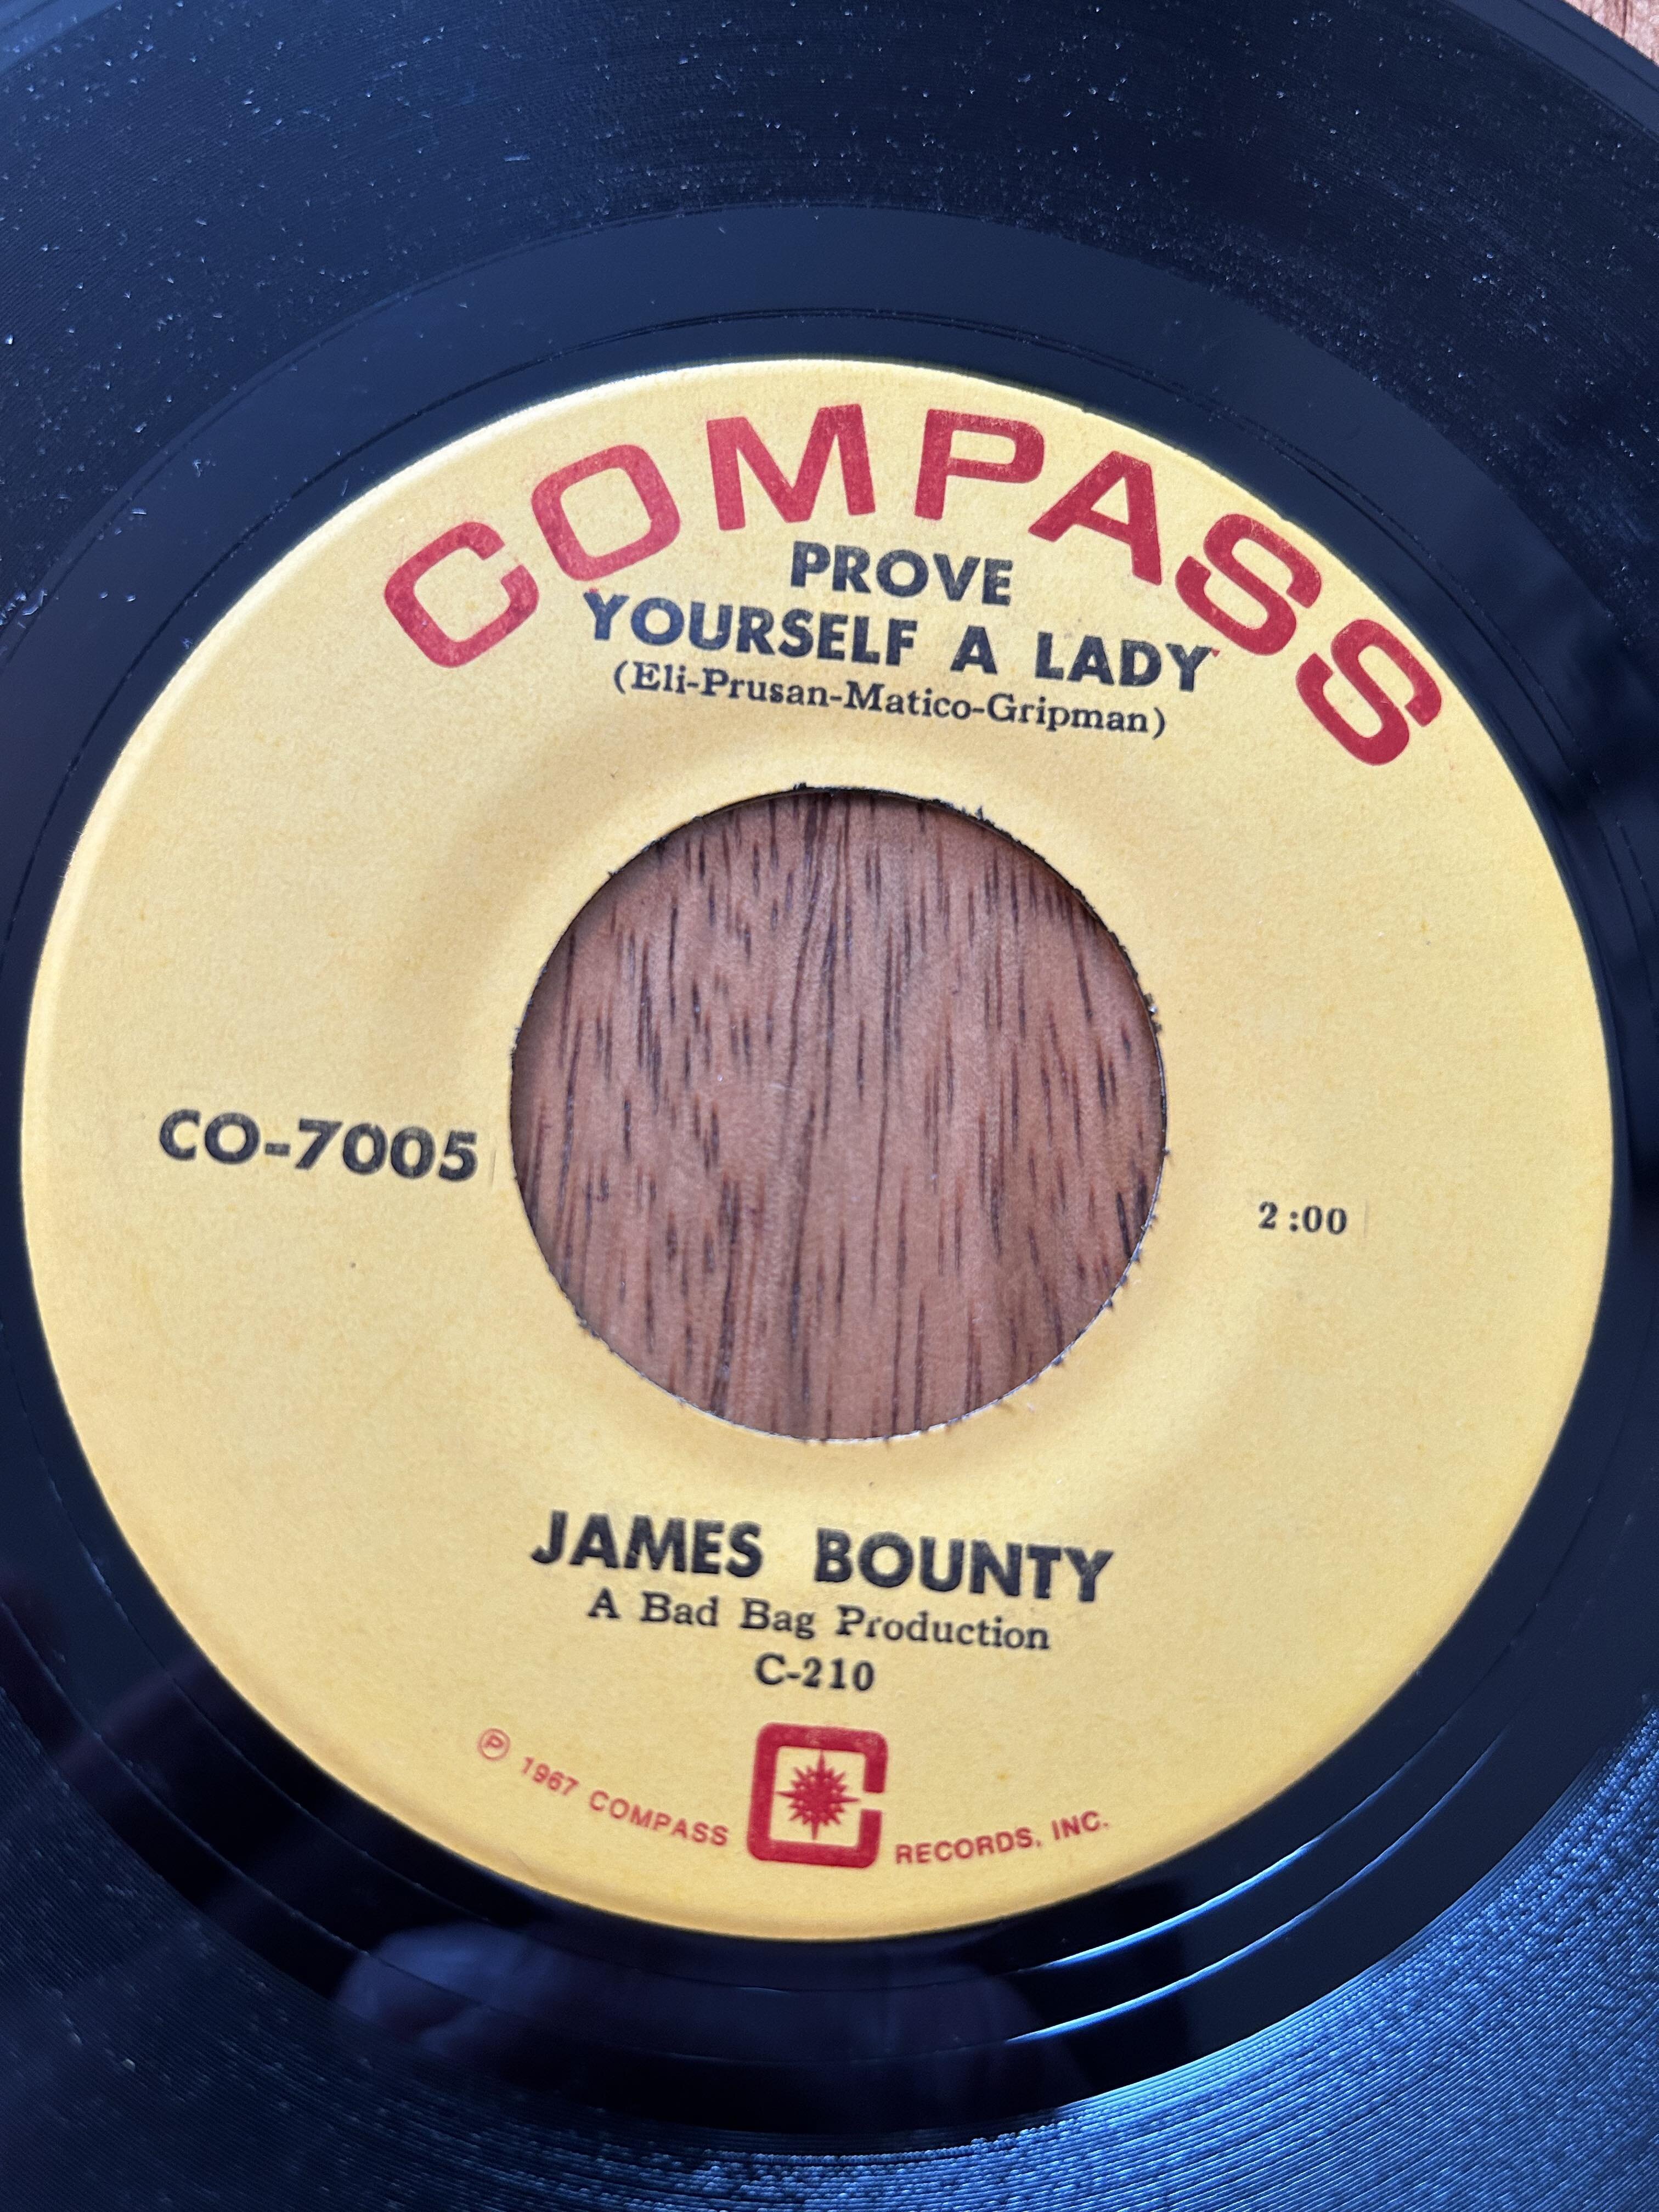 COMPASS
PROVE
YOURSELF A LADY
(Eli-Prusan-Matico-Gripman)
CO-7005
2:00
JAMES BOUNTY
A Bad Bag Production
C-210
℗ 1967 COMPASS RECORDS, INC.